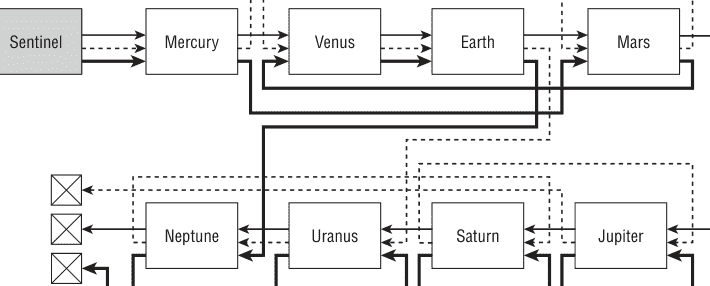 Sentinel
Mercury
Venus
Earth
Mars
Neptune
Uranus
Saturn
Jupiter